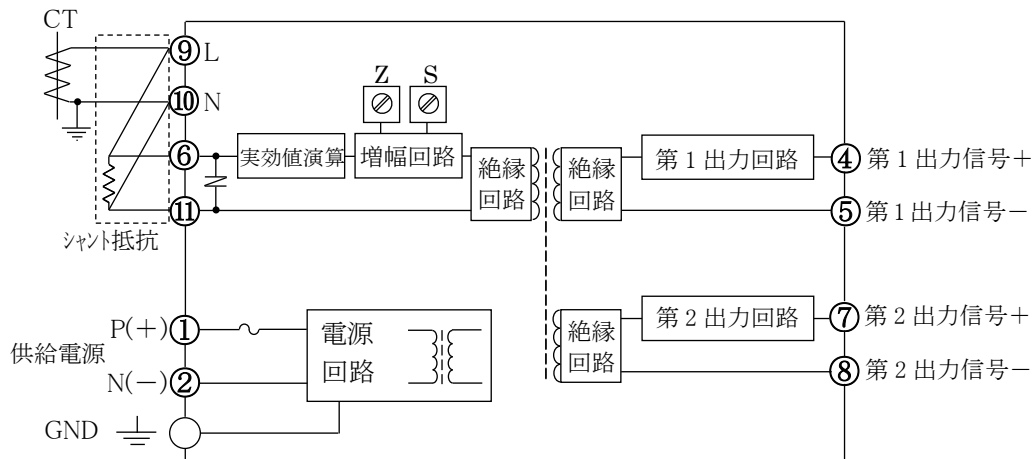 CT
⑨ L
⑩ N
Z S
⑥
実効値演算
増幅回路
絶縁
回路
絶縁
回路
第1出力回路
④ 第1出力信号+
⑪
⑤ 第1出力信号-
シャント抵抗
P(+) ①
供給電源
N(-) ②
GND
電源
回路
絶縁
回路
第2出力回路
⑦ 第2出力信号+
⑧ 第2出力信号-